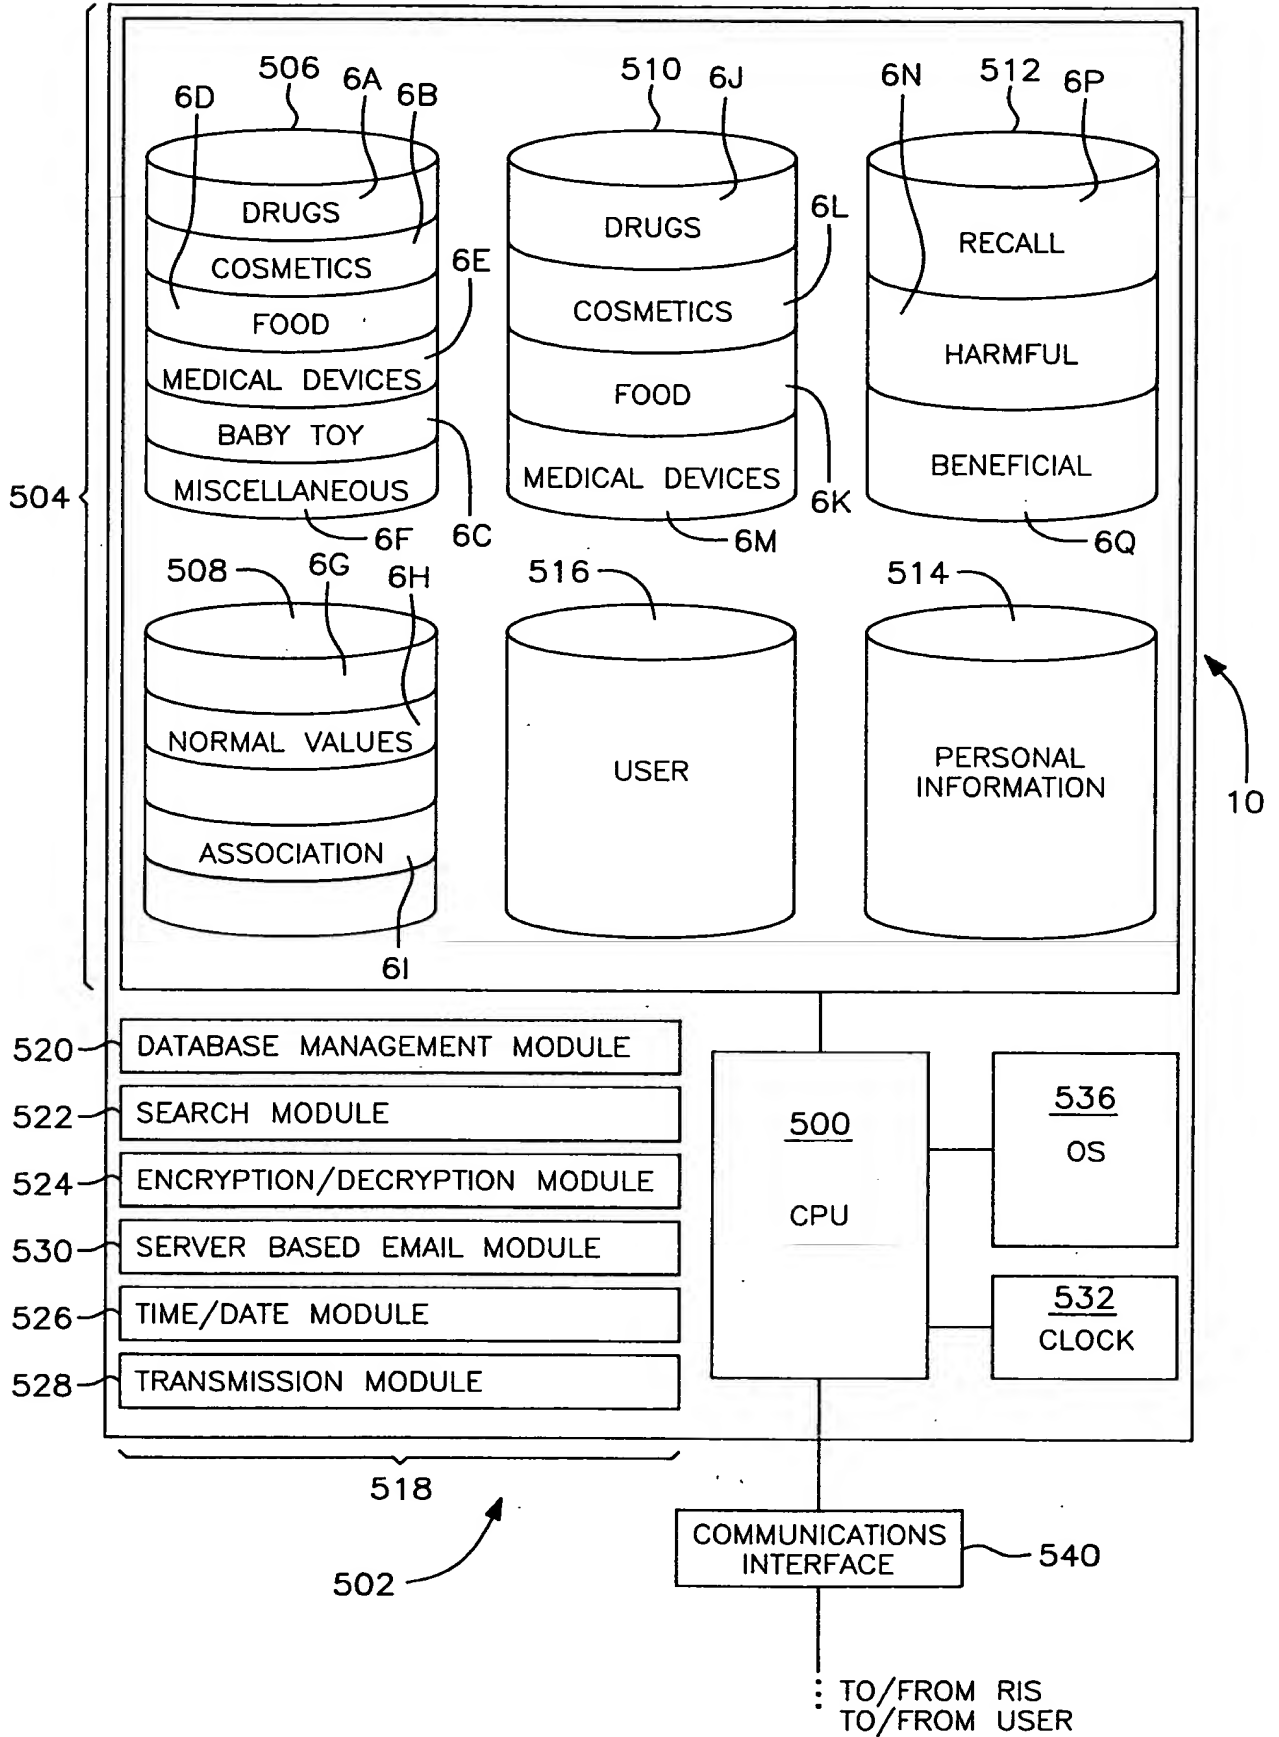 506
6A
6B
6D
510
6J
512
6N
6P
DRUGS
COSMETICS
FOOD
MEDICAL DEVICES
BABY TOY
MISCELLANEOUS
6E
6C
6F
DRUGS
COSMETICS
FOOD
MEDICAL DEVICES
6L
6K
6M
RECALL
HARMFUL
BENEFICIAL
6Q
504
508
6G
6H
NORMAL VALUES
ASSOCIATION
6I
516
USER
514
PERSONAL
INFORMATION
10
520
DATABASE MANAGEMENT MODULE
522
SEARCH MODULE
524
ENCRYPTION/DECRYPTION MODULE
530
SERVER BASED EMAIL MODULE
526
TIME/DATE MODULE
528
TRANSMISSION MODULE
500
CPU
536
OS
532
CLOCK
518
502
COMMUNICATIONS
INTERFACE
540
TO/FROM RIS
TO/FROM USER